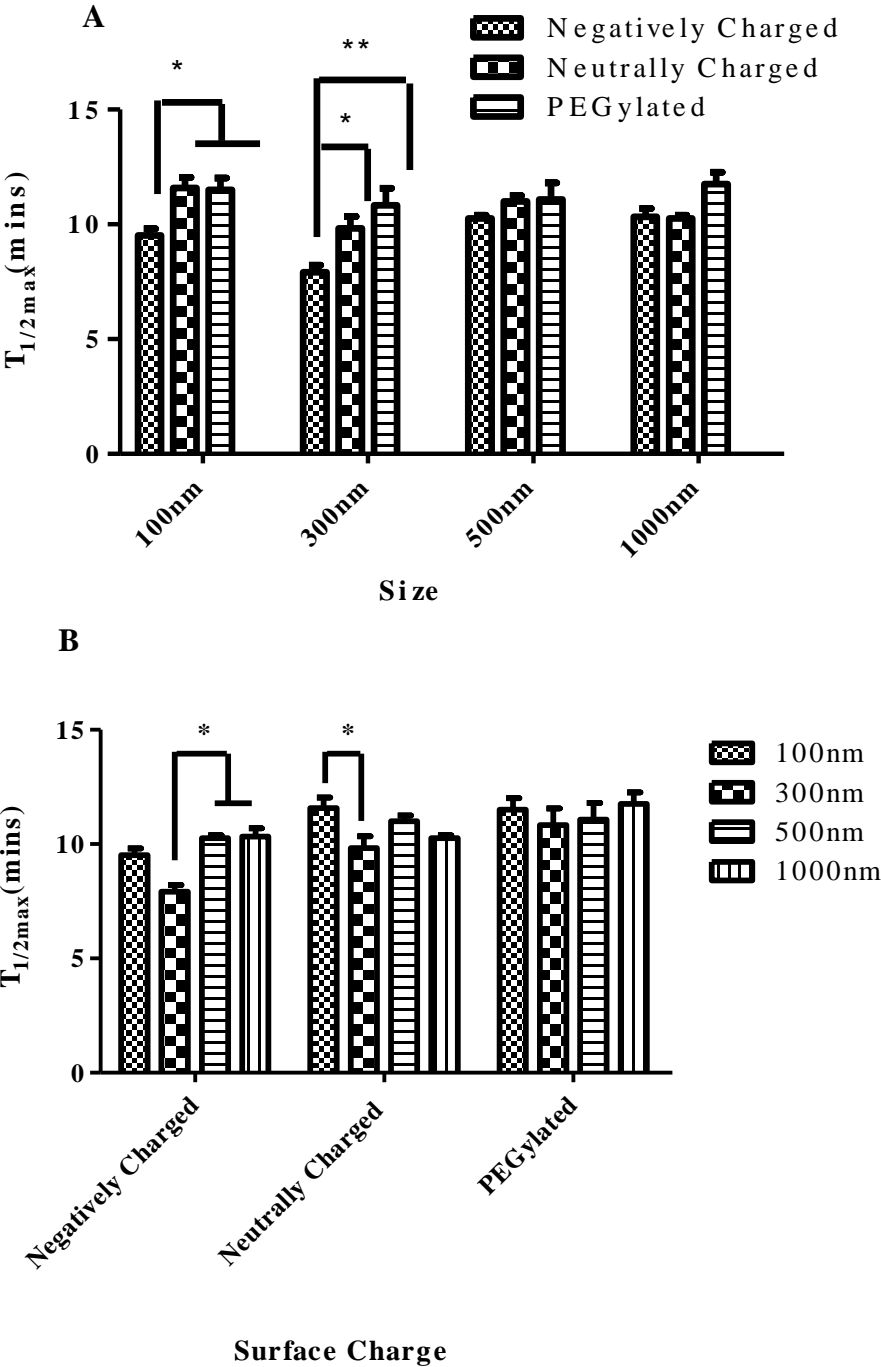 A
Negatively Charged
Neutrally Charged
PEGylated
*
**
*
15
10
5
0
T1/2max(mins)
100nm
300nm
500nm
1000nm
Size
B
*
*
15
10
5
0
T1/2max(mins)
100nm
300nm
500nm
1000nm
Negatively Charged
Neutrally Charged
PEGylated
Surface Charge